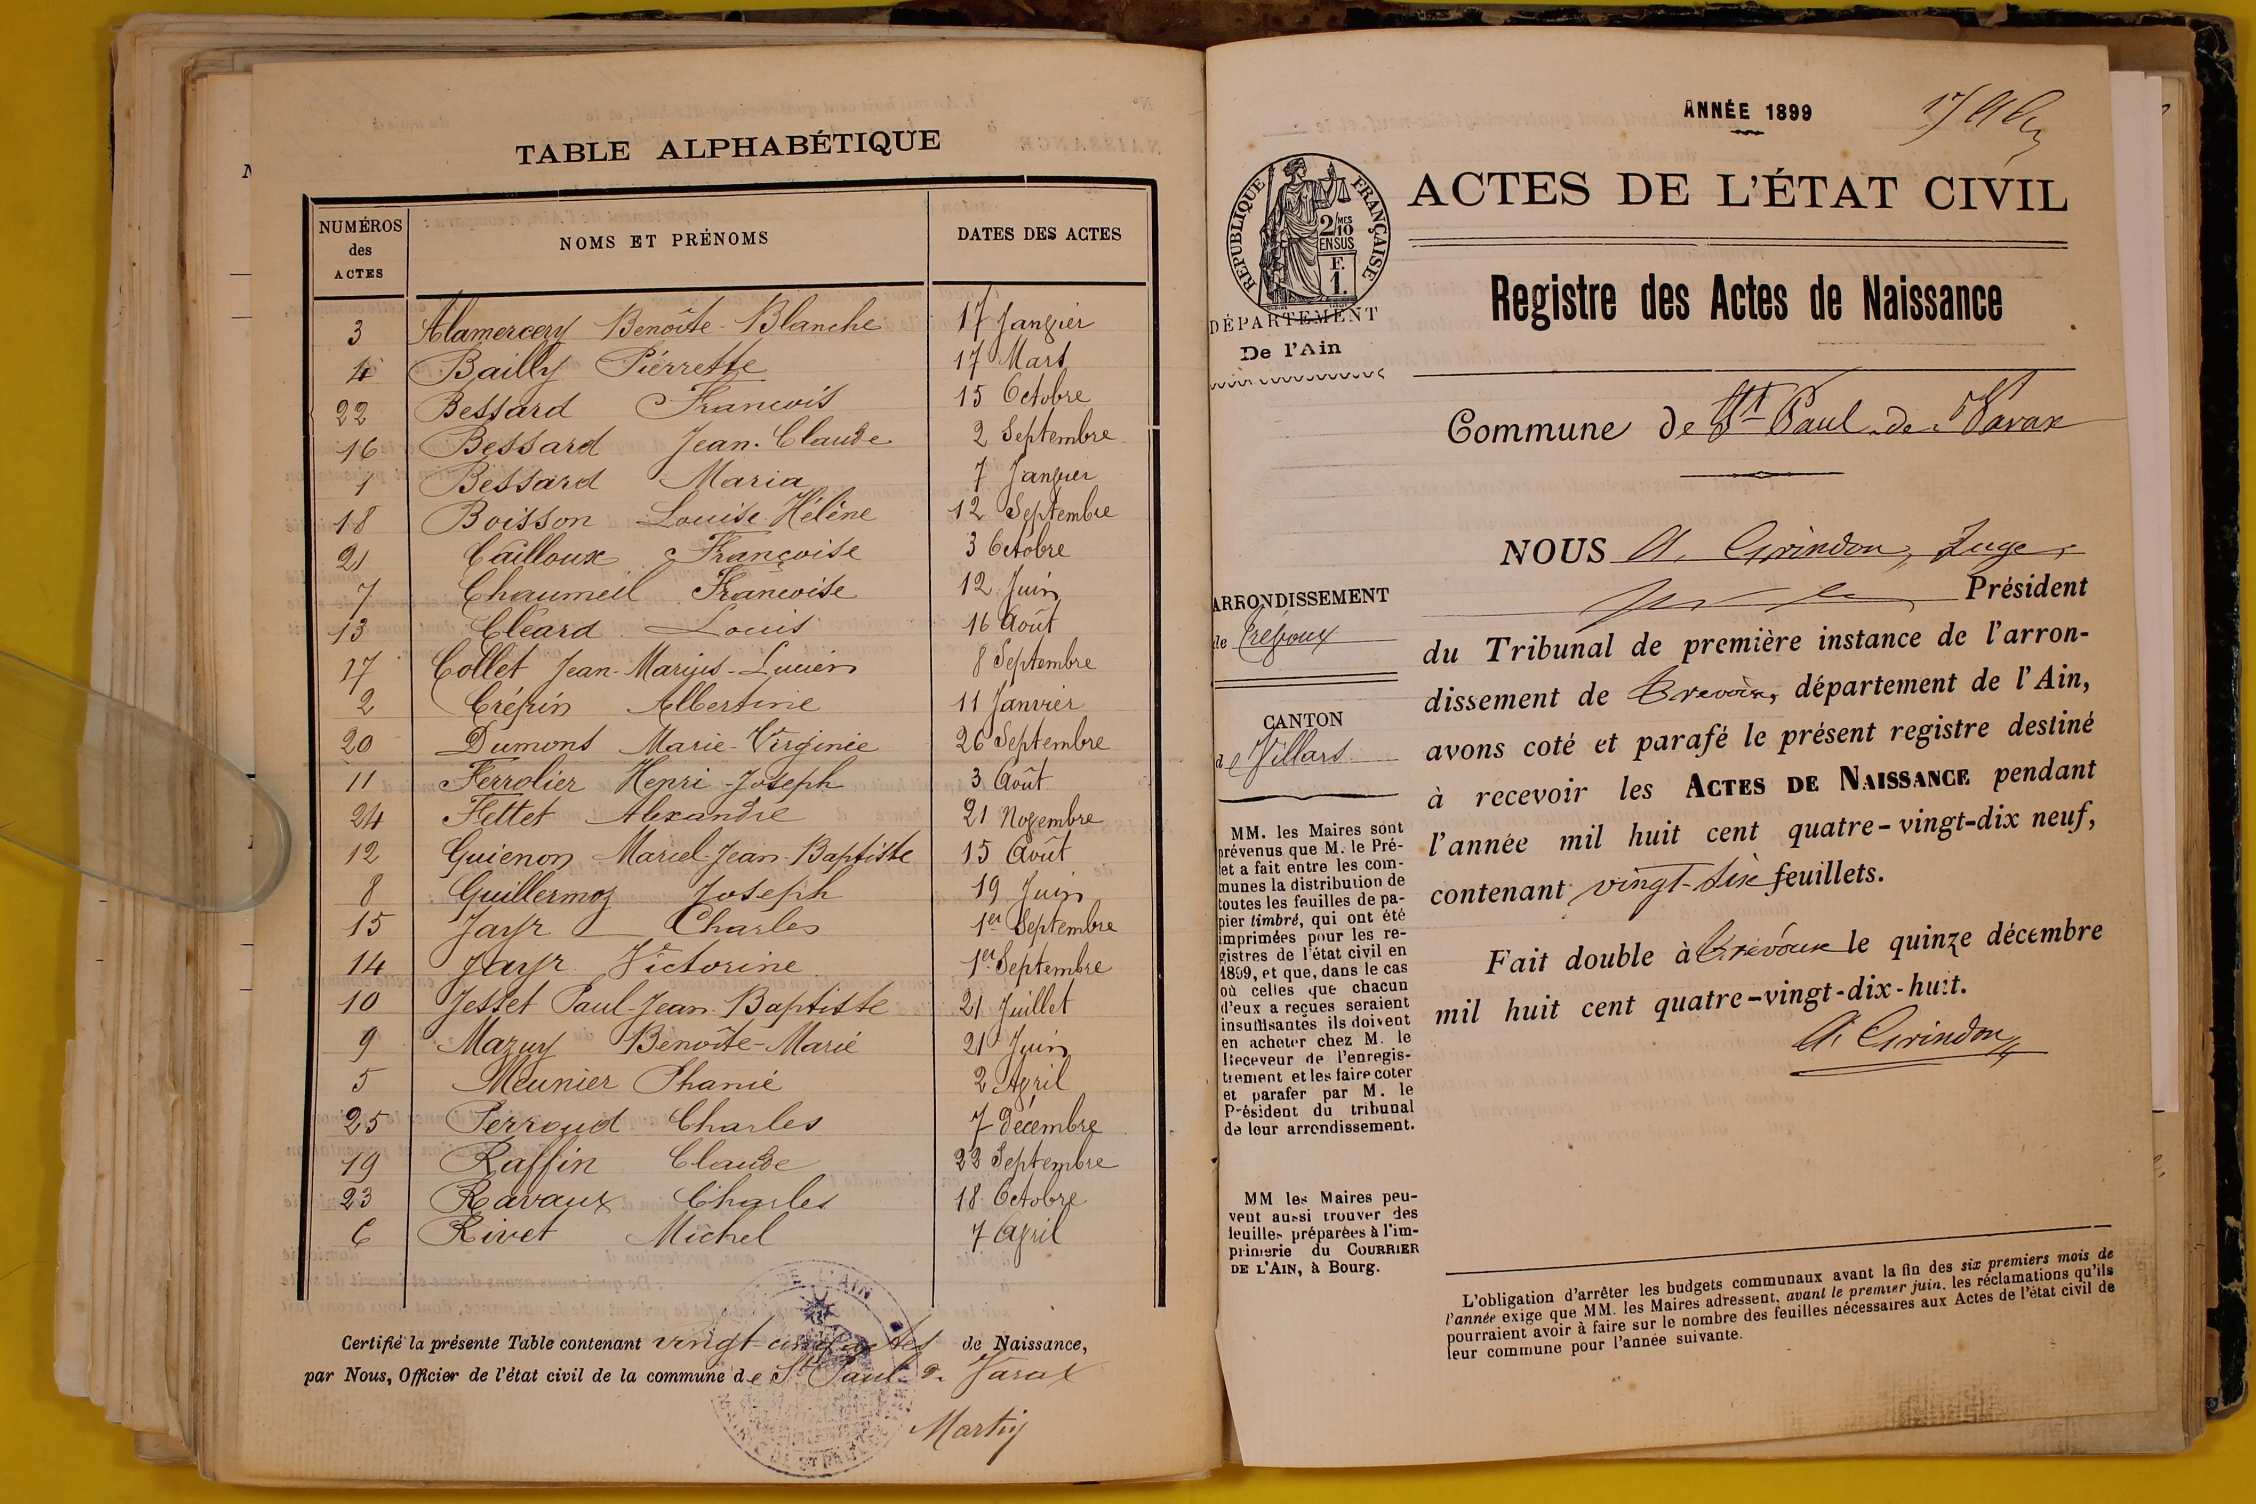 TABLE ALPHABÉTIQUE
NUMÉROS des ACTES NOMS ET PRÉNOMS DATES DES ACTES
3 Alamercery Benoîte-Blanche 17 Janvier
4 Bailly Pierrette 17 Mars
22 Bessard François 15 Octobre
16 Bessard Jean-Claude 2 Septembre
1 Bessard Maria 7 Janvier
18 Boisson Louise Hélène 12 Septembre
21 Cailloux Françoise 3 Octobre
7 Chaumeil Françoise 12 Juin
13 Cléard Louis 16 Août
17 Collet Jean-Marius-Lucien 8 Septembre
2 Crépin Albertine 11 Janvier
20 Dumont Marie-Virginie 26 Septembre
11 Ferrolier Henri-Joseph 3 Août
24 Fettet Alexandre 21 Novembre
12 Guienon Marcel-Jean-Baptiste 15 Août
8 Guillermoz Joseph 19 Juin
15 Jayr Charles 1er Septembre
14 Jayr Victorine 1er Septembre
10 Jesset Paul-Jean-Baptiste 21 Juillet
9 Mazuy Benoîte-Marie 21 Juin
5 Meunier Phanie 2 Avril
25 Perroud Charles 7 Décembre
19 Raffin Claude 22 Septembre
23 Ravaux Charles 18 Octobre
6 Rivet Michel 7 Avril
Certifié la présente Table contenant vingt-cinq actes de Naissance,
par Nous, Officier de l'état civil de la commune de St Paul de Varax
Martin
ANNÉE 1899
RÉPUBLIQUE FRANÇAISE
2/10 MES
EN SUS
F.
1.
ACTES DE L'ÉTAT CIVIL
DÉPARTEMENT
De l'Ain
Registre des Actes de Naissance
Commune de St Paul-de-Varax
ARRONDISSEMENT
de Trévoux
CANTON
de Villars
MM. les Maires sont
prévenus que M. le Pré-
fet a fait entre les com-
munes la distribution de
toutes les feuilles de pa-
pier timbré, qui ont été
imprimées pour les re-
gistres de l'état civil en
1899, et que, dans le cas
où celles que chacun
d'eux a reçues seraient
insuffisantes ils doivent
en acheter chez M. le
Receveur de l'enregis-
trement et les faire coter
et parafer par M. le
Président du tribunal
de leur arrondissement.
MM les Maires peu-
vent aussi trouver des
feuilles préparées à l'im-
primerie du COURRIER
DE L'AIN, à Bourg.
NOUS A. Grindon, Juge,
Président
du Tribunal de première instance de l'arron-
dissement de Trévoux, département de l'Ain,
avons coté et parafé le présent registre destiné
à recevoir les ACTES DE NAISSANCE pendant
l'année mil huit cent quatre-vingt-dix neuf,
contenant vingt-six feuillets.
Fait double à Trévoux le quinze décembre
mil huit cent quatre-vingt-dix-huit.
A. Grindon
L'obligation d'arrêter les budgets communaux avant la fin des six premiers mois de
l'année exige que MM. les Maires adressent, avant le premier juin, les réclamations qu'ils
pourraient avoir à faire sur le nombre des feuilles nécessaires aux Actes de l'état civil de
leur commune pour l'année suivante.